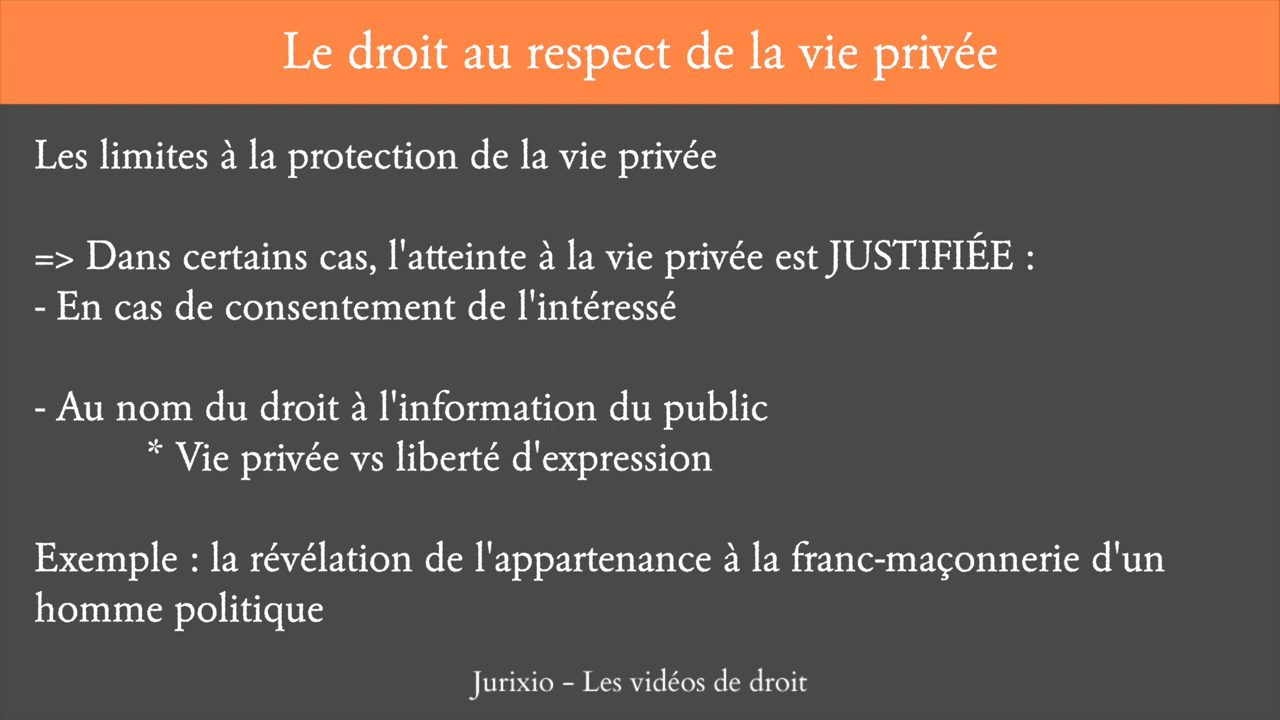 Le droit au respect de la vie privée
Les limites à la protection de la vie privée
=> Dans certains cas, l'atteinte à la vie privée est JUSTIFIÉE :
- En cas de consentement de l'intéressé
- Au nom du droit à l'information du public
* Vie privée vs liberté d'expression
Exemple : la révélation de l'appartenance à la franc-maçonnerie d'un
homme politique
Jurixio - Les vidéos de droit